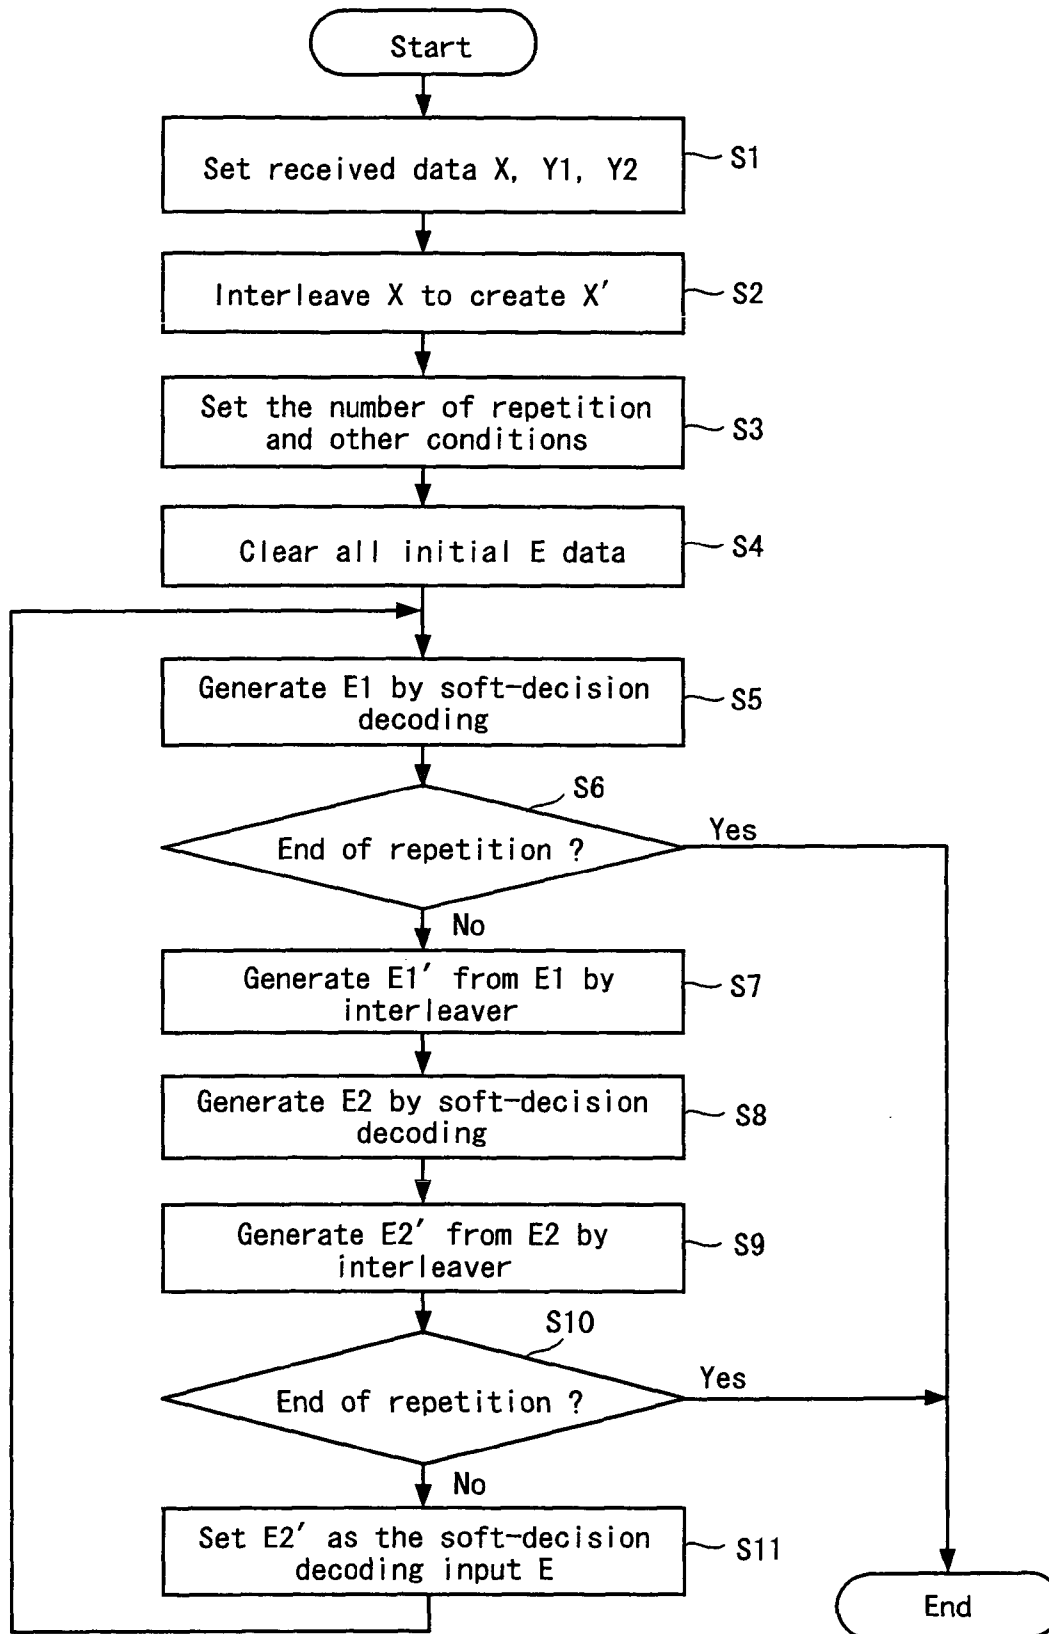 Start
Set received data X, Y1, Y2
S1
Interleave X to create X′
S2
Set the number of repetition
and other conditions
S3
Clear all initial E data
S4
Generate E1 by soft-decision
decoding
S5
S6
End of repetition ?
Yes
No
Generate E1′ from E1 by
interleaver
S7
Generate E2 by soft-decision
decoding
S8
Generate E2′ from E2 by
interleaver
S9
S10
End of repetition ?
Yes
No
Set E2′ as the soft-decision
decoding input E
S11
End